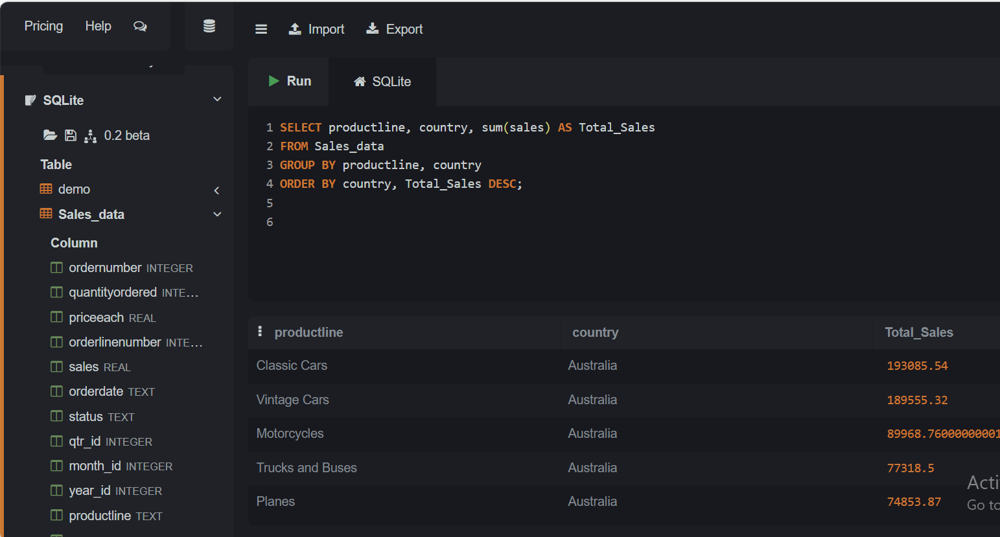 Pricing Help
Import Export
Run SQLite
SQLite
0.2 beta
Table
demo
Sales_data
Column
ordernumber INTEGER
quantityordered INTE...
priceeach REAL
orderlinenumber INTE...
sales REAL
orderdate TEXT
status TEXT
qtr_id INTEGER
month_id INTEGER
year_id INTEGER
productline TEXT
1 SELECT productline, country, sum(sales) AS Total_Sales
2 FROM Sales_data
3 GROUP BY productline, country
4 ORDER BY country, Total_Sales DESC;
5
6
productline country Total_Sales
Classic Cars Australia 193085.54
Vintage Cars Australia 189555.32
Motorcycles Australia 89968.76000000001
Trucks and Buses Australia 77318.5
Planes Australia 74853.87
Acti
Go to